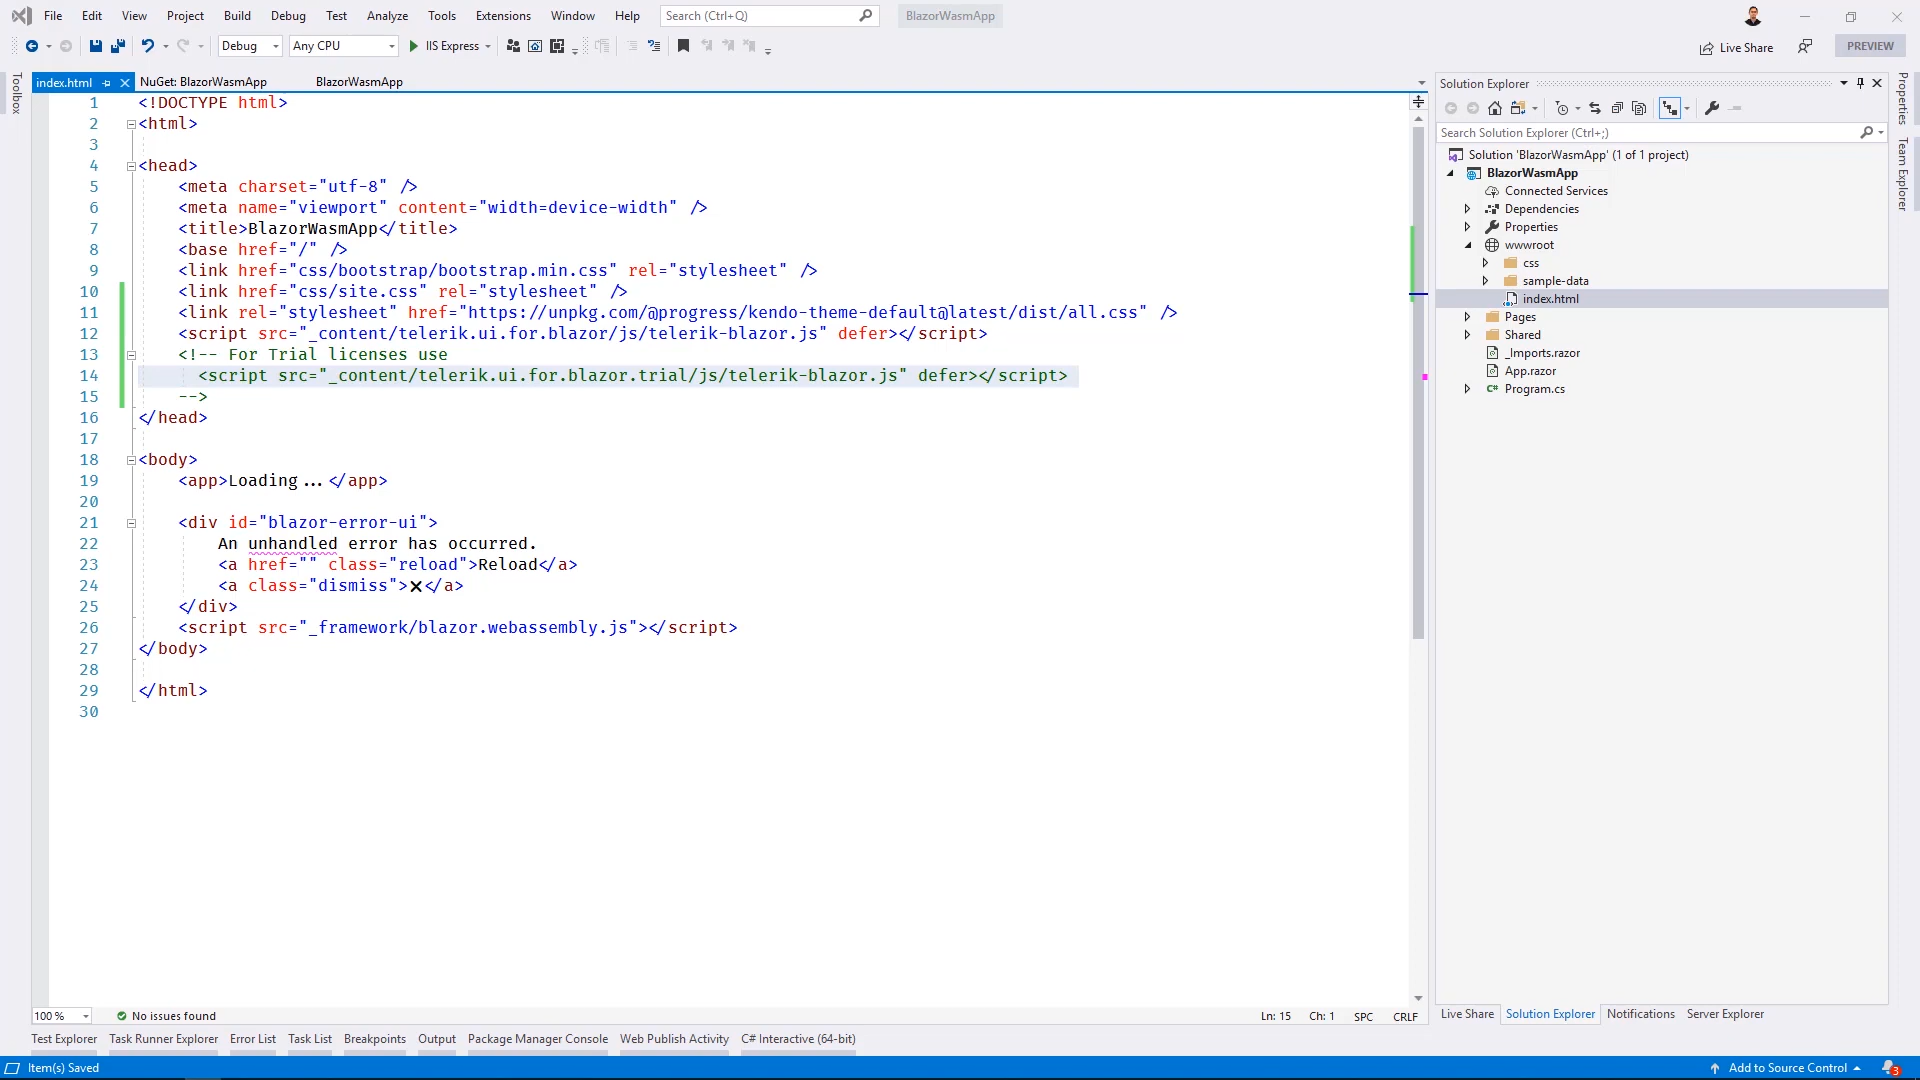 File Edit View Project Build Debug Test Analyze Tools Extensions Window Help Search (Ctrl+Q) BlazorWasmApp
Debug Any CPU IIS Express Live Share PREVIEW
Toolbox
index.html NuGet: BlazorWasmApp BlazorWasmApp
1 <!DOCTYPE html>
2 <html>
3
4 <head>
5 <meta charset="utf-8" />
6 <meta name="viewport" content="width=device-width" />
7 <title>BlazorWasmApp</title>
8 <base href="/" />
9 <link href="css/bootstrap/bootstrap.min.css" rel="stylesheet" />
10 <link href="css/site.css" rel="stylesheet" />
11 <link rel="stylesheet" href="https://unpkg.com/@progress/kendo-theme-default@latest/dist/all.css" />
12 <script src="_content/telerik.ui.for.blazor/js/telerik-blazor.js" defer></script>
13 <!-- For Trial licenses use
14 <script src="_content/telerik.ui.for.blazor.trial/js/telerik-blazor.js" defer></script>
15 -->
16 </head>
17
18 <body>
19 <app>Loading...</app>
20
21 <div id="blazor-error-ui">
22 An unhandled error has occurred.
23 <a href="" class="reload">Reload</a>
24 <a class="dismiss">🗙</a>
25 </div>
26 <script src="_framework/blazor.webassembly.js"></script>
27 </body>
28
29 </html>
30
100 % No issues found Ln: 15 Ch: 1 SPC CRLF
Solution Explorer
Search Solution Explorer (Ctrl+;)
Solution 'BlazorWasmApp' (1 of 1 project)
BlazorWasmApp
Connected Services
Dependencies
Properties
wwwroot
css
sample-data
index.html
Pages
Shared
_Imports.razor
App.razor
Program.cs
Live Share Solution Explorer Notifications Server Explorer
Properties
Team Explorer
Test Explorer Task Runner Explorer Error List Task List Breakpoints Output Package Manager Console Web Publish Activity C# Interactive (64-bit)
Item(s) Saved Add to Source Control 3